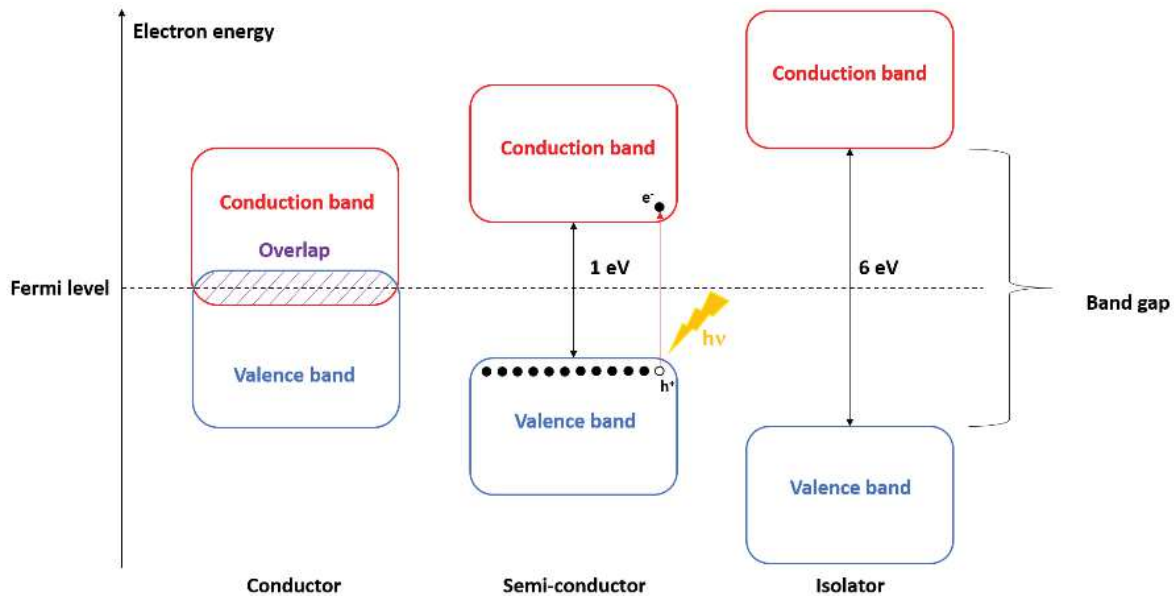 Electron energy
Conduction band
Conduction band
e-
Conduction band
Overlap
1 eV
6 eV
Fermi level
Band gap
hν
h+
Valence band
Valence band
Valence band
Conductor
Semi-conductor
Isolator